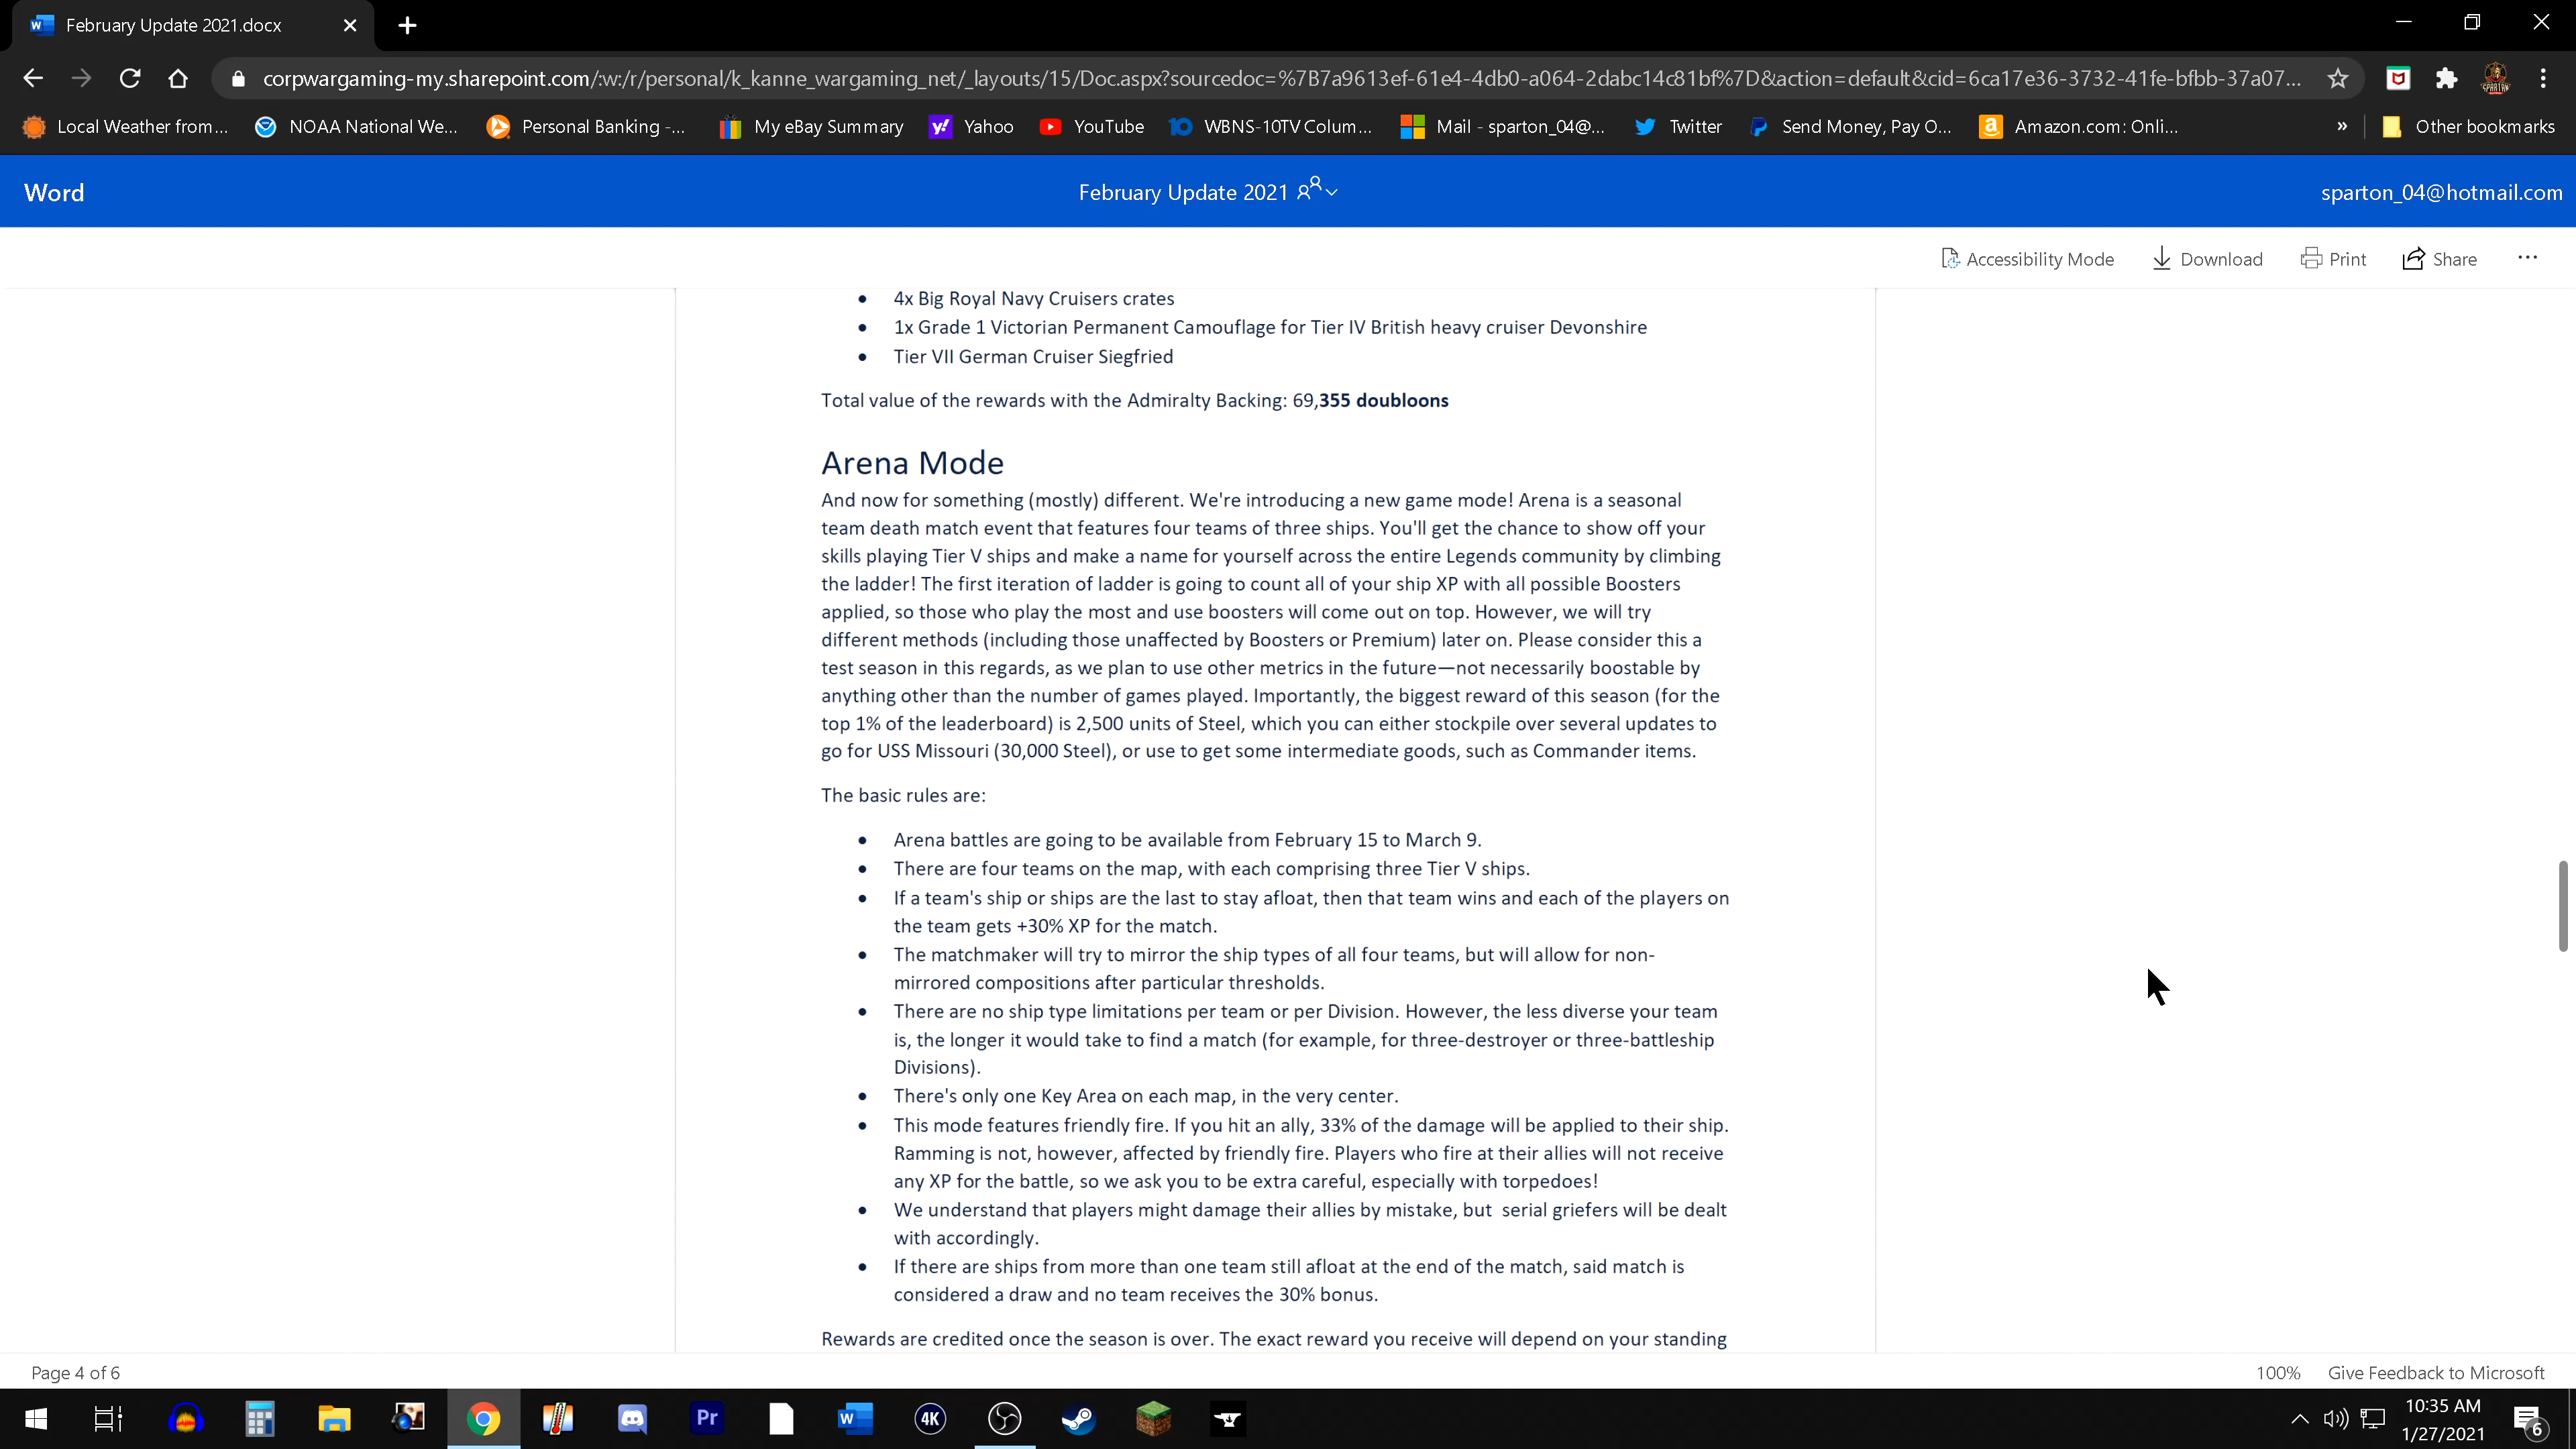 February Update 2021.docx
corpwargaming-my.sharepoint.com/:w:/r/personal/k_kanne_wargaming_net/_layouts/15/Doc.aspx?sourcedoc=%7B7a9613ef-61e4-4db0-a064-2dabc14c81bf%7D&action=default&cid=6ca17e36-3732-41fe-bfbb-37a07...
Local Weather from... NOAA National We... Personal Banking -... My eBay Summary Yahoo YouTube WBNS-10TV Colum... Mail - sparton_04@... Twitter Send Money, Pay O... Amazon.com: Onli... » Other bookmarks
Word February Update 2021 sparton_04@hotmail.com
Accessibility Mode Download Print Share ...
• 4x Big Royal Navy Cruisers crates
• 1x Grade 1 Victorian Permanent Camouflage for Tier IV British heavy cruiser Devonshire
• Tier VII German Cruiser Siegfried
Total value of the rewards with the Admiralty Backing: 69,355 doubloons
Arena Mode
And now for something (mostly) different. We're introducing a new game mode! Arena is a seasonal
team death match event that features four teams of three ships. You'll get the chance to show off your
skills playing Tier V ships and make a name for yourself across the entire Legends community by climbing
the ladder! The first iteration of ladder is going to count all of your ship XP with all possible Boosters
applied, so those who play the most and use boosters will come out on top. However, we will try
different methods (including those unaffected by Boosters or Premium) later on. Please consider this a
test season in this regards, as we plan to use other metrics in the future—not necessarily boostable by
anything other than the number of games played. Importantly, the biggest reward of this season (for the
top 1% of the leaderboard) is 2,500 units of Steel, which you can either stockpile over several updates to
go for USS Missouri (30,000 Steel), or use to get some intermediate goods, such as Commander items.
The basic rules are:
• Arena battles are going to be available from February 15 to March 9.
• There are four teams on the map, with each comprising three Tier V ships.
• If a team's ship or ships are the last to stay afloat, then that team wins and each of the players on
the team gets +30% XP for the match.
• The matchmaker will try to mirror the ship types of all four teams, but will allow for non-
mirrored compositions after particular thresholds.
• There are no ship type limitations per team or per Division. However, the less diverse your team
is, the longer it would take to find a match (for example, for three-destroyer or three-battleship
Divisions).
• There's only one Key Area on each map, in the very center.
• This mode features friendly fire. If you hit an ally, 33% of the damage will be applied to their ship.
Ramming is not, however, affected by friendly fire. Players who fire at their allies will not receive
any XP for the battle, so we ask you to be extra careful, especially with torpedoes!
• We understand that players might damage their allies by mistake, but serial griefers will be dealt
with accordingly.
• If there are ships from more than one team still afloat at the end of the match, said match is
considered a draw and no team receives the 30% bonus.
Rewards are credited once the season is over. The exact reward you receive will depend on your standing
Page 4 of 6 100% Give Feedback to Microsoft
Pr 4K 10:35 AM
1/27/2021 6